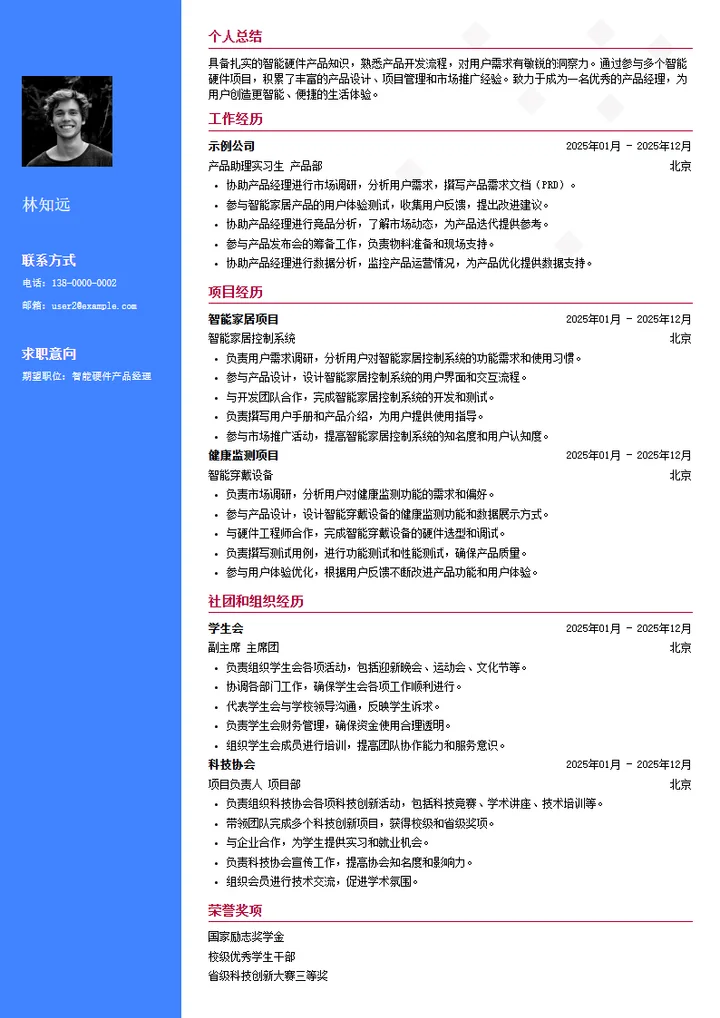 林知远
联系方式
电话：138-0000-0002
邮箱：user2@example.com
求职意向
期望职位：智能硬件产品经理
个人总结
具备扎实的智能硬件产品知识，熟悉产品开发流程，对用户需求有敏锐的洞察力。通过参与多个智能
硬件项目，积累了丰富的产品设计、项目管理和市场推广经验。致力于成为一名优秀的产品经理，为
用户创造更智能、便捷的生活体验。
工作经历
示例公司 2025年01月 - 2025年12月
产品助理实习生 产品部 北京
• 协助产品经理进行市场调研，分析用户需求，撰写产品需求文档（PRD）。
• 参与智能家居产品的用户体验测试，收集用户反馈，提出改进建议。
• 协助产品经理进行竞品分析，了解市场动态，为产品迭代提供参考。
• 参与产品发布会的筹备工作，负责物料准备和现场支持。
• 协助产品经理进行数据分析，监控产品运营情况，为产品优化提供数据支持。
项目经历
智能家居项目 2025年01月 - 2025年12月
智能家居控制系统 北京
• 负责用户需求调研，分析用户对智能家居控制系统的功能需求和使用习惯。
• 参与产品设计，设计智能家居控制系统的用户界面和交互流程。
• 与开发团队合作，完成智能家居控制系统的开发和测试。
• 负责撰写用户手册和产品介绍，为用户提供使用指导。
• 参与市场推广活动，提高智能家居控制系统的知名度和用户认知度。
健康监测项目 2025年01月 - 2025年12月
智能穿戴设备 北京
• 负责市场调研，分析用户对健康监测功能的需求和偏好。
• 参与产品设计，设计智能穿戴设备的健康监测功能和数据展示方式。
• 与硬件工程师合作，完成智能穿戴设备的硬件选型和调试。
• 负责撰写测试用例，进行功能测试和性能测试，确保产品质量。
• 参与用户体验优化，根据用户反馈不断改进产品功能和用户体验。
社团和组织经历
学生会 2025年01月 - 2025年12月
副主席 主席团 北京
• 负责组织学生会各项活动，包括迎新晚会、运动会、文化节等。
• 协调各部门工作，确保学生会各项工作顺利进行。
• 代表学生会与学校领导沟通，反映学生诉求。
• 负责学生会财务管理，确保资金使用合理透明。
• 组织学生会成员进行培训，提高团队协作能力和服务意识。
科技协会 2025年01月 - 2025年12月
项目负责人 项目部 北京
• 负责组织科技协会各项科技创新活动，包括科技竞赛、学术讲座、技术培训等。
• 带领团队完成多个科技创新项目，获得校级和省级奖项。
• 与企业合作，为学生提供实习和就业机会。
• 负责科技协会宣传工作，提高协会知名度和影响力。
• 组织会员进行技术交流，促进学术氛围。
荣誉奖项
国家励志奖学金
校级优秀学生干部
省级科技创新大赛三等奖